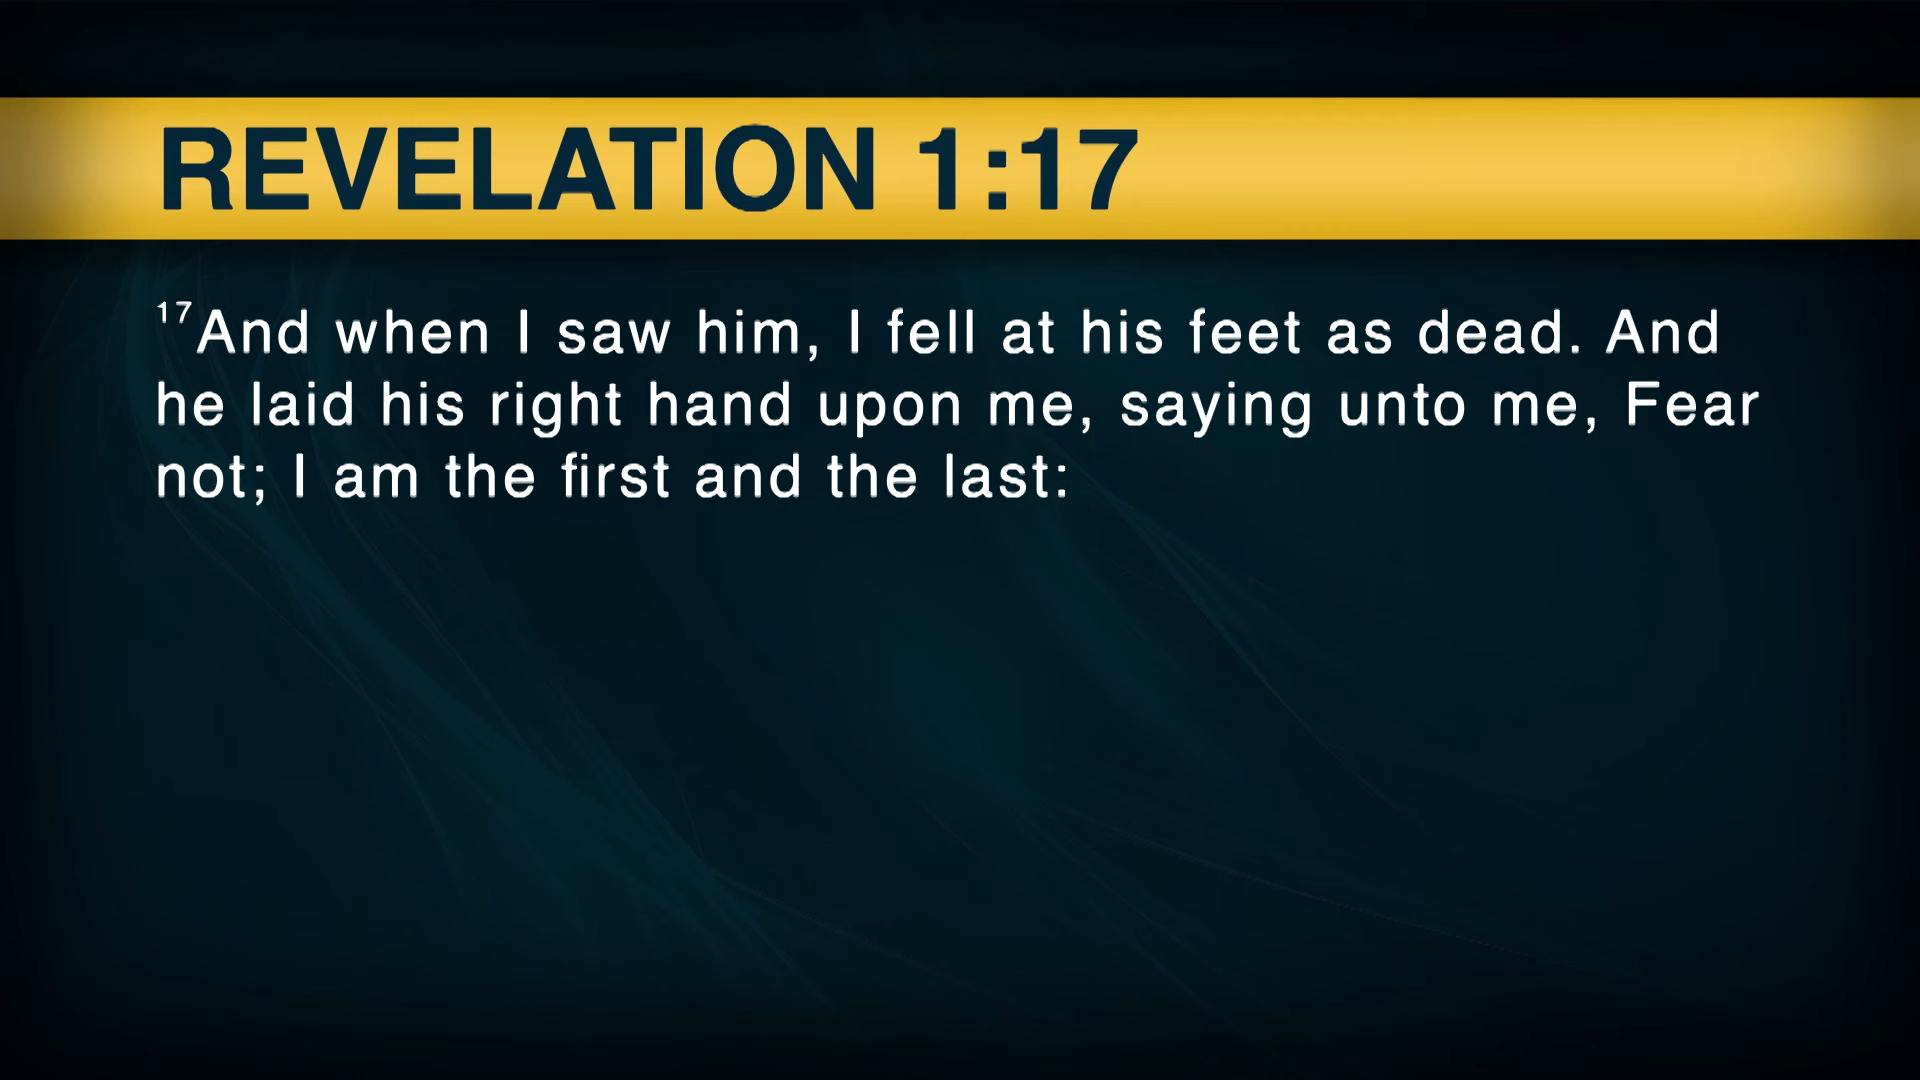 REVELATION 1:17
17And when I saw him, I fell at his feet as dead. And
he laid his right hand upon me, saying unto me, Fear
not; I am the first and the last: